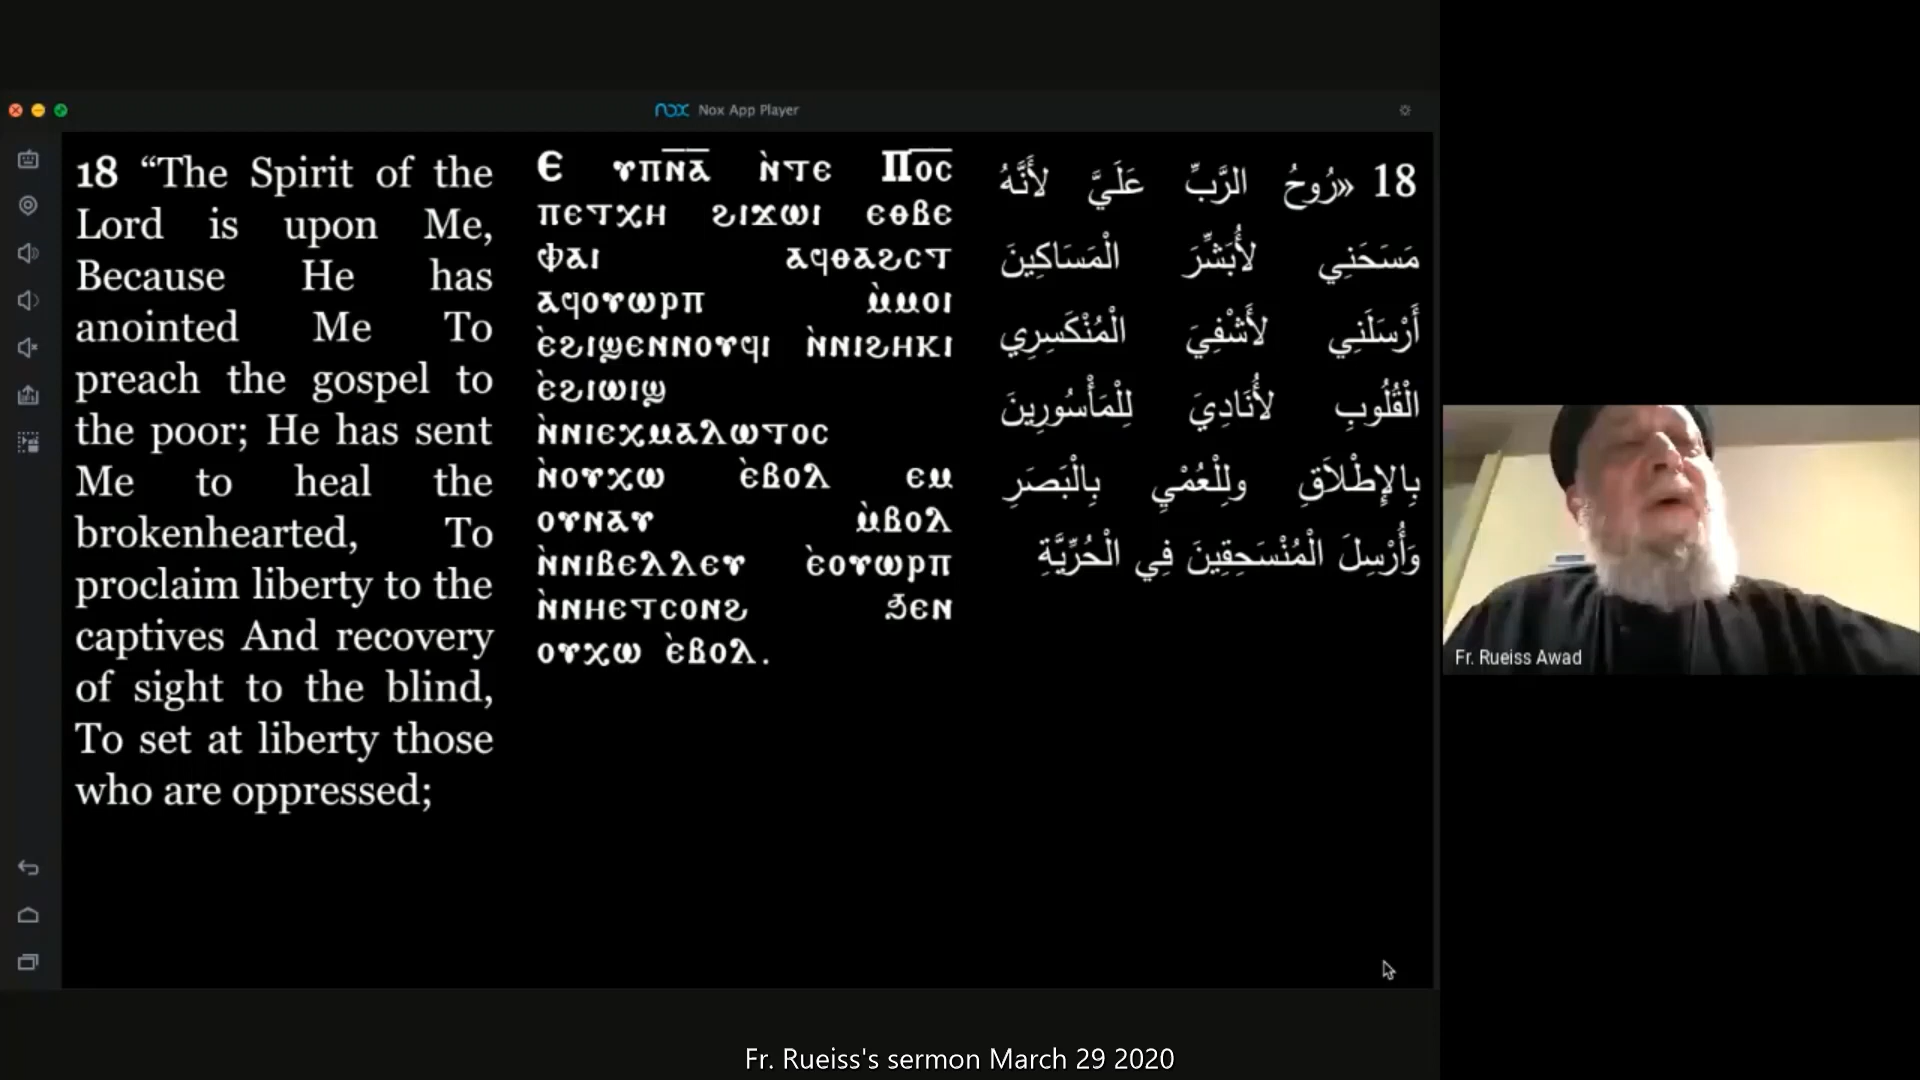 nox Nox App Player
18 “The Spirit of the
Lord is upon Me,
Because He has
anointed Me To
preach the gospel to
the poor; He has sent
Me to heal the
brokenhearted, To
proclaim liberty to the
captives And recovery
of sight to the blind,
To set at liberty those
who are oppressed;
Ⲉ ⲩⲡ̅ⲛ̅ⲁ̅ ⲛ̀ⲧⲉ Ⲡ̅ⲟ̅ⲥ̅
ⲡⲉⲧⲭⲏ ϩⲓϫⲱⲓ ⲉⲑⲃⲉ
ⲫⲁⲓ ⲁϥⲑⲁϩⲥⲧ
ⲁϥⲟⲩⲱⲣⲡ ⲙ̀ⲙⲟⲓ
ⲉ̀ϩⲓϣⲉⲛⲛⲟⲩϥⲓ ⲛ̀ⲛⲓϩⲏⲕⲓ
ⲉ̀ϩⲓⲱⲓϣ
ⲛ̀ⲛⲓⲉⲭⲙⲁⲗⲱⲧⲟⲥ
ⲛ̀ⲟⲩⲭⲱ ⲉ̀ⲃⲟⲗ ⲉⲙ
ⲟⲩⲛⲁⲩ ⲙ̀ⲃⲟⲗ
ⲛ̀ⲛⲓⲃⲉⲗⲗⲉⲩ ⲉ̀ⲟⲩⲱⲣⲡ
ⲛ̀ⲛⲏⲉⲧⲥⲟⲛϩ ϧⲉⲛ
ⲟⲩⲭⲱ ⲉ̀ⲃⲟⲗ.
18 «رُوحُ الرَّبِّ عَلَيَّ لأَنَّهُ
مَسَحَنِي لأُبَشِّرَ الْمَسَاكِينَ
أَرْسَلَنِي لأَشْفِيَ الْمُنْكَسِرِي
الْقُلُوبِ لأُنَادِيَ لِلْمَأْسُورِينَ
بِالإِطْلاَقِ ولِلْعُمْيِ بِالْبَصَرِ
وَأُرْسِلَ الْمُنْسَحِقِينَ فِي الْحُرِّيَّةِ
Fr. Rueiss Awad
Fr. Rueiss's sermon March 29 2020